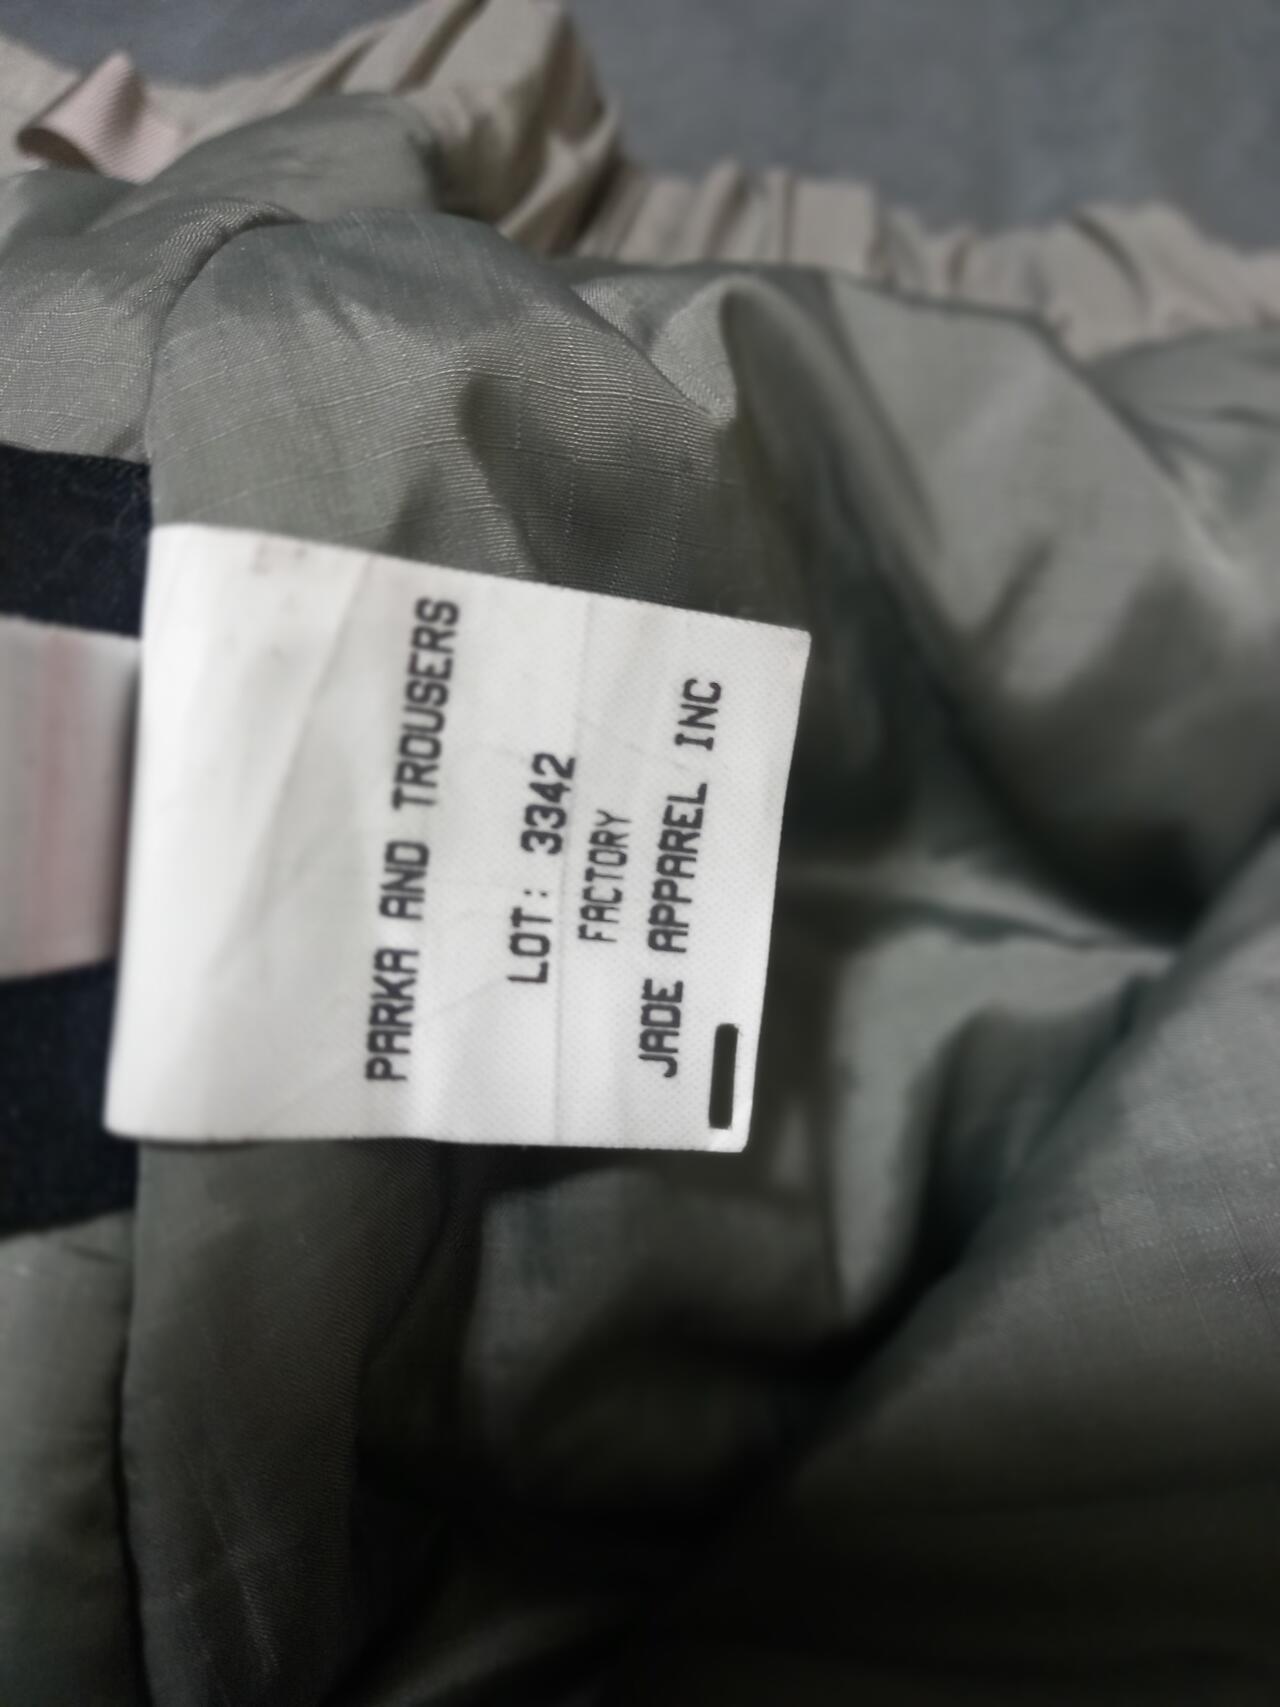 PARKA AND TROUSERS
LOT: 3342
FACTORY
JADE APPAREL INC